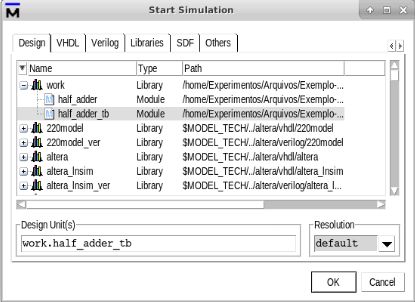 Start Simulation
Design VHDL Verilog Libraries SDF Others
Name Type Path
work Library /home/Experimentos/Arquivos/Exemplo-...
half_adder Module /home/Experimentos/Arquivos/Exemplo-...
half_adder_tb Module /home/Experimentos/Arquivos/Exemplo-...
220model Library $MODEL_TECH/../altera/vhdl/220model
220model_ver Library $MODEL_TECH/../altera/verilog/220model
altera Library $MODEL_TECH/../altera/vhdl/altera
altera_lnsim Library $MODEL_TECH/../altera/vhdl/altera_lnsim
altera_lnsim_ver Library $MODEL_TECH/../altera/verilog/altera_l...
Design Unit(s) Resolution
work.half_adder_tb default
OK Cancel